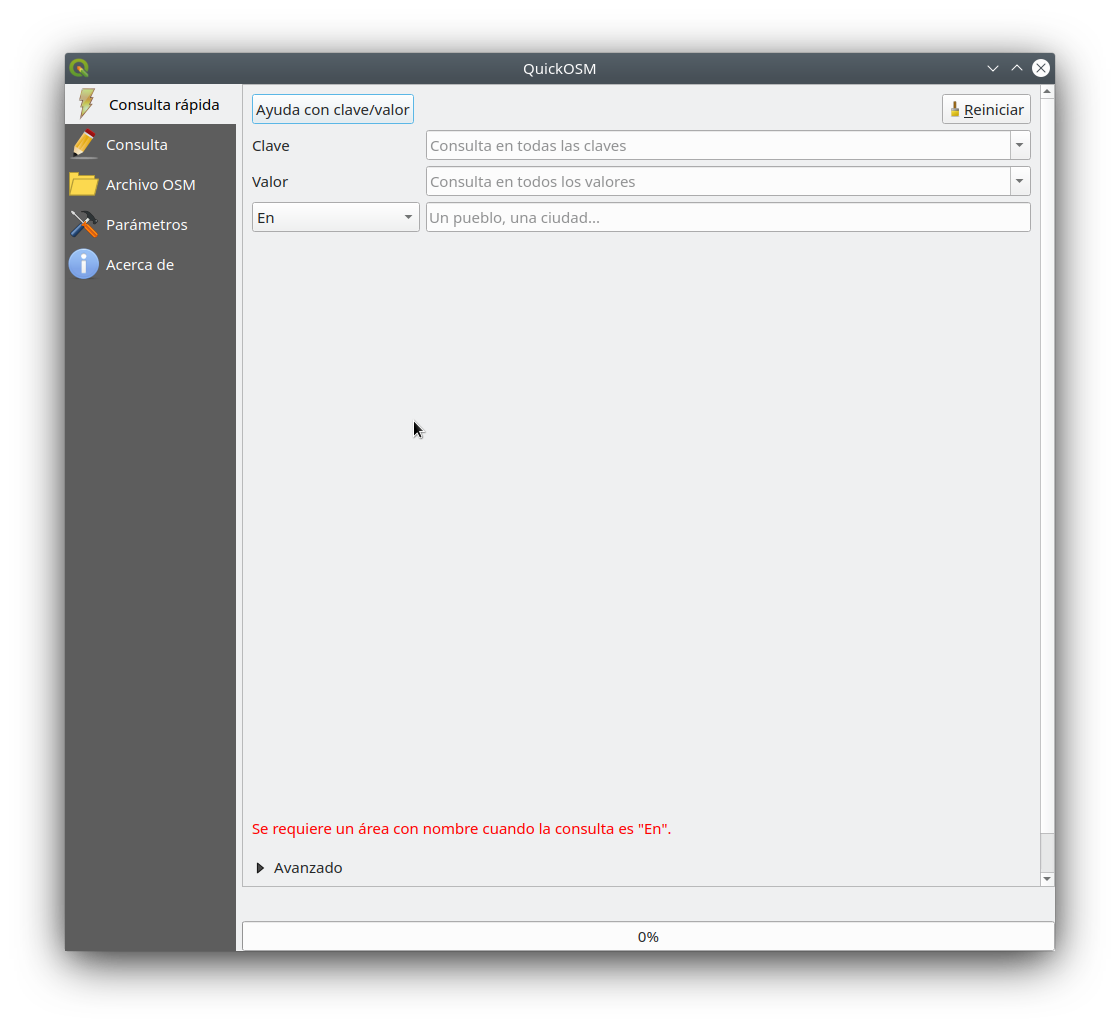 QuickOSM
Consulta rápida
Consulta
Archivo OSM
Parámetros
Acerca de
Ayuda con clave/valor
Reiniciar
Clave
Consulta en todas las claves
Valor
Consulta en todos los valores
En
Un pueblo, una ciudad...
Se requiere un área con nombre cuando la consulta es "En".
Avanzado
0%